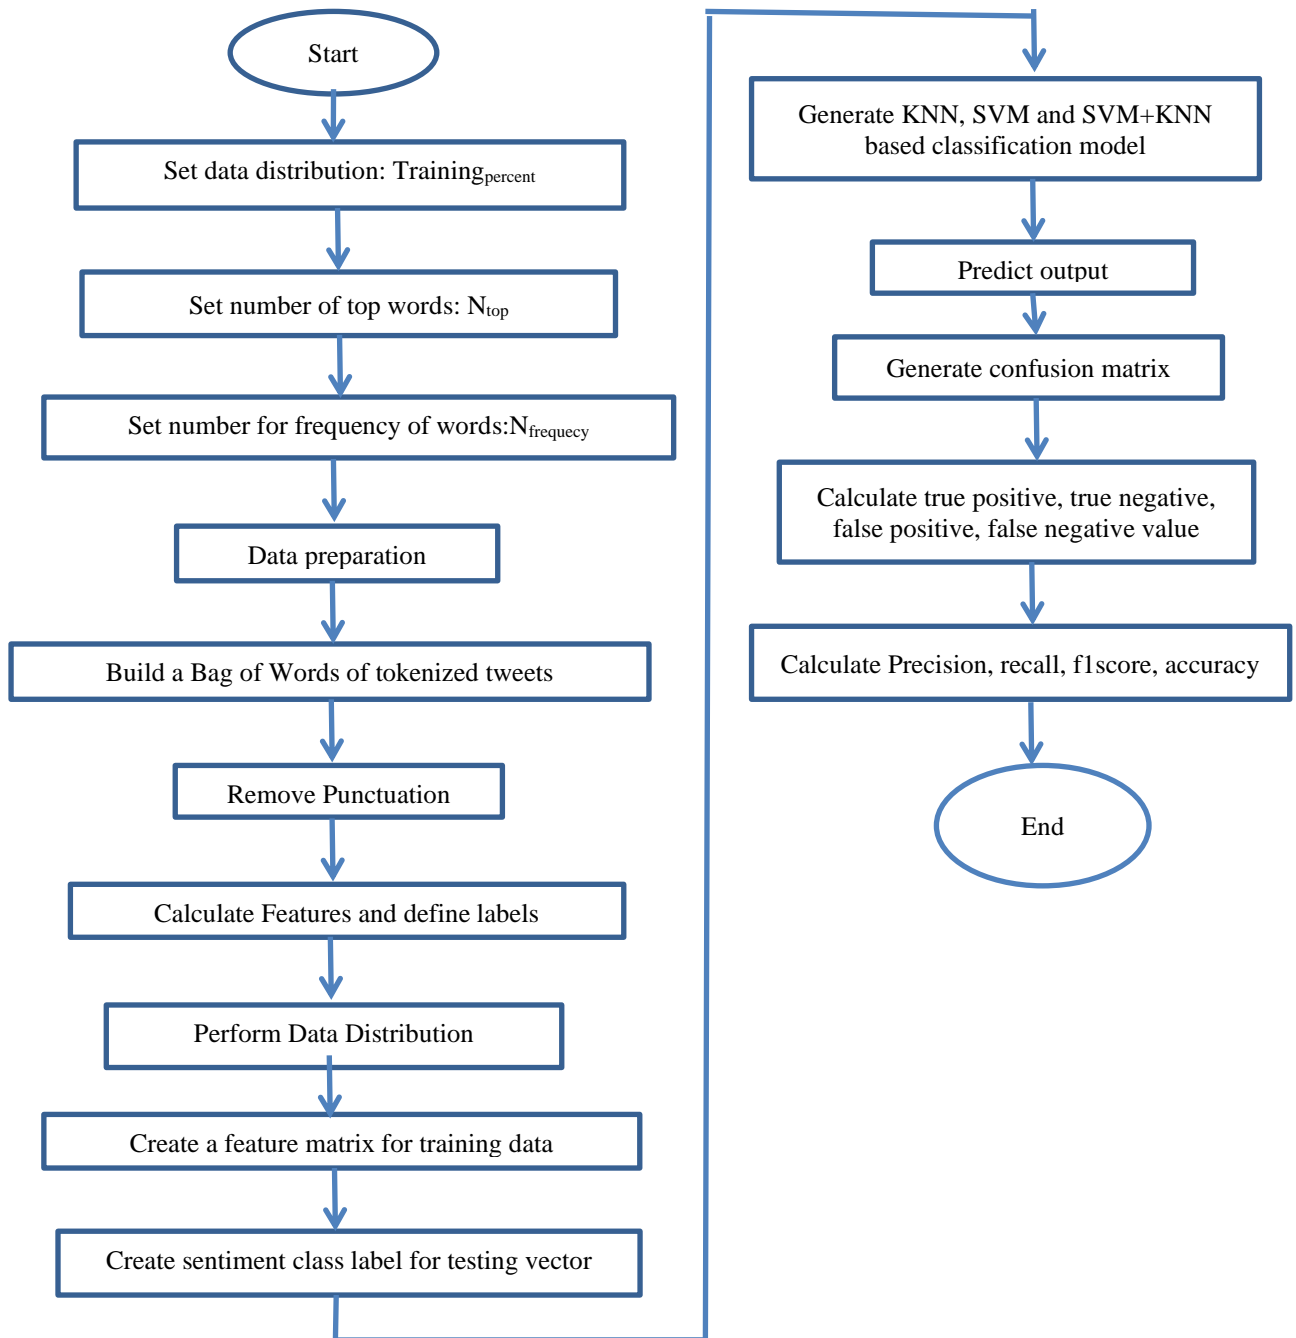 Start
Set data distribution: Trainingpercent
Set number of top words: Ntop
Set number for frequency of words:Nfrequecy
Data preparation
Build a Bag of Words of tokenized tweets
Remove Punctuation
Calculate Features and define labels
Perform Data Distribution
Create a feature matrix for training data
Create sentiment class label for testing vector
Generate KNN, SVM and SVM+KNN
based classification model
Predict output
Generate confusion matrix
Calculate true positive, true negative,
false positive, false negative value
Calculate Precision, recall, f1score, accuracy
End